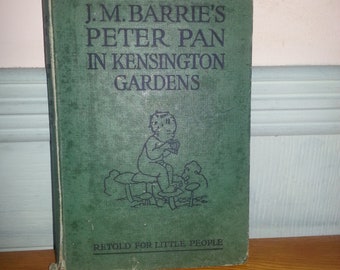 J.M. BARRIE'S
PETER PAN
IN KENSINGTON
GARDENS
RETOLD FOR LITTLE PEOPLE